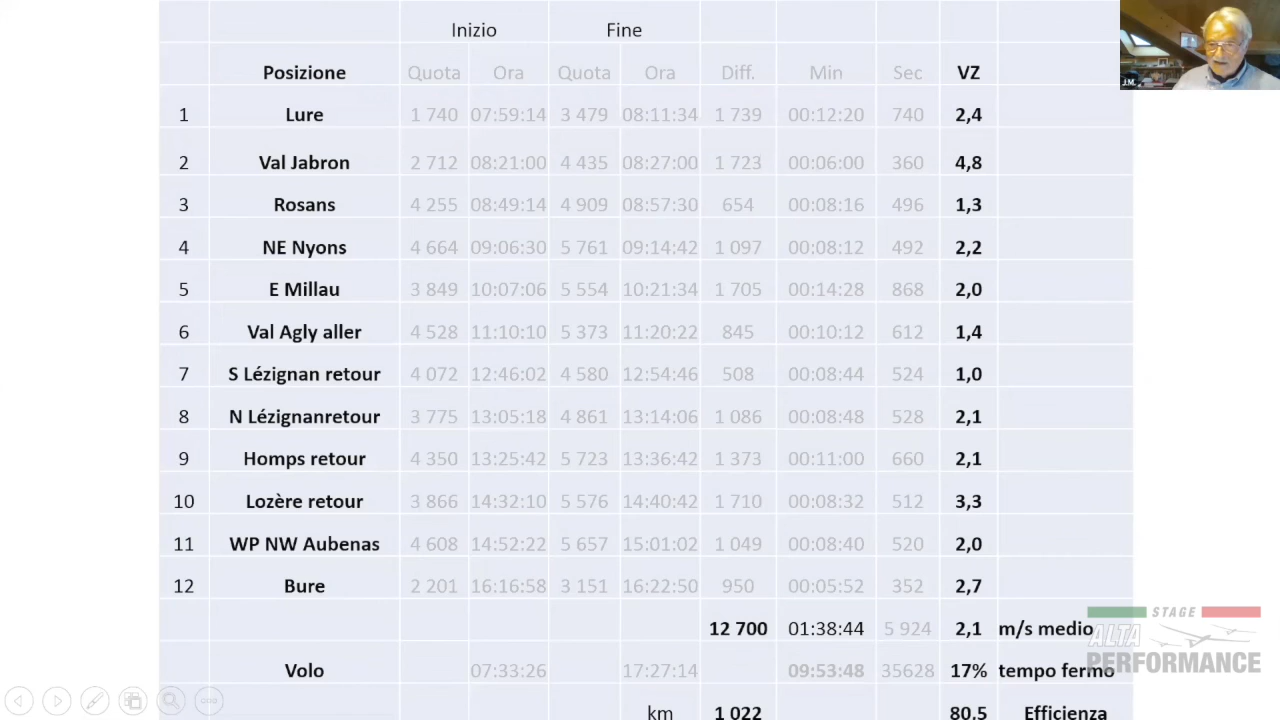 Inizio Fine
Posizione Quota Ora Quota Ora Diff. Min Sec VZ
1 Lure 1 740 07:59:14 3 479 08:11:34 1 739 00:12:20 740 2,4
2 Val Jabron 2 712 08:21:00 4 435 08:27:00 1 723 00:06:00 360 4,8
3 Rosans 4 255 08:49:14 4 909 08:57:30 654 00:08:16 496 1,3
4 NE Nyons 4 664 09:06:30 5 761 09:14:42 1 097 00:08:12 492 2,2
5 E Millau 3 849 10:07:06 5 554 10:21:34 1 705 00:14:28 868 2,0
6 Val Agly aller 4 528 11:10:10 5 373 11:20:22 845 00:10:12 612 1,4
7 S Lézignan retour 4 072 12:46:02 4 580 12:54:46 508 00:08:44 524 1,0
8 N Lézignanretour 3 775 13:05:18 4 861 13:14:06 1 086 00:08:48 528 2,1
9 Homps retour 4 350 13:25:42 5 723 13:36:42 1 373 00:11:00 660 2,1
10 Lozère retour 3 866 14:32:10 5 576 14:40:42 1 710 00:08:32 512 3,3
11 WP NW Aubenas 4 608 14:52:22 5 657 15:01:02 1 049 00:08:40 520 2,0
12 Bure 2 201 16:16:58 3 151 16:22:50 950 00:05:52 352 2,7
12 700 01:38:44 5 924 2,1 m/s medio
Volo 07:33:26 17:27:14 09:53:48 35628 17% tempo fermo
km 1 022 80,5 Efficienza
J.M.
STAGE
ALTA
PERFORMANCE